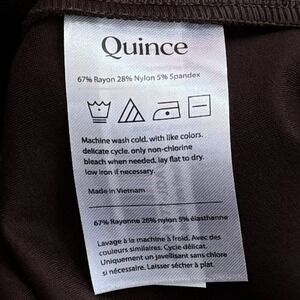 Quince
67% Rayon 28% Nylon 5% Spandex
Machine wash cold, with like colors.
delicate cycle. only non-chlorine
bleach when needed. lay flat to dry.
low iron if necessary.
Made in Vietnam
67% Rayonne 28% nylon 5% élasthanne
Lavage à la machine à froid. Avec des
couleurs similaires. Cycle délicat.
Uniquement un javellisant sans chlore
si nécessaire. Laisser sécher à plat.